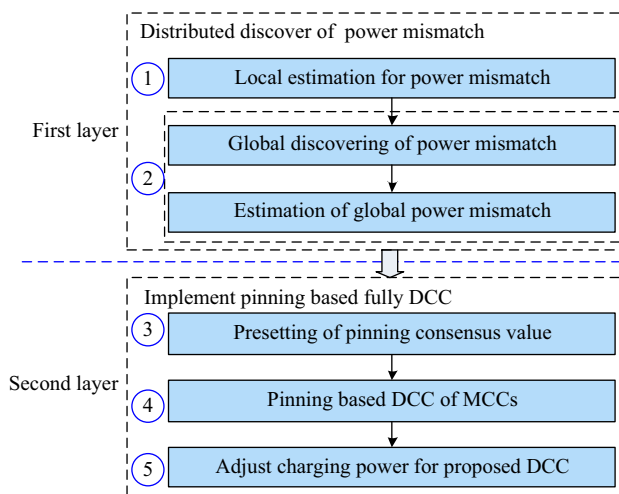 Distributed discover of power mismatch
1
Local estimation for power mismatch
First layer
Global discovering of power mismatch
2
Estimation of global power mismatch
Implement pinning based fully DCC
3
Presetting of pinning consensus value
Second layer
4
Pinning based DCC of MCCs
5
Adjust charging power for proposed DCC